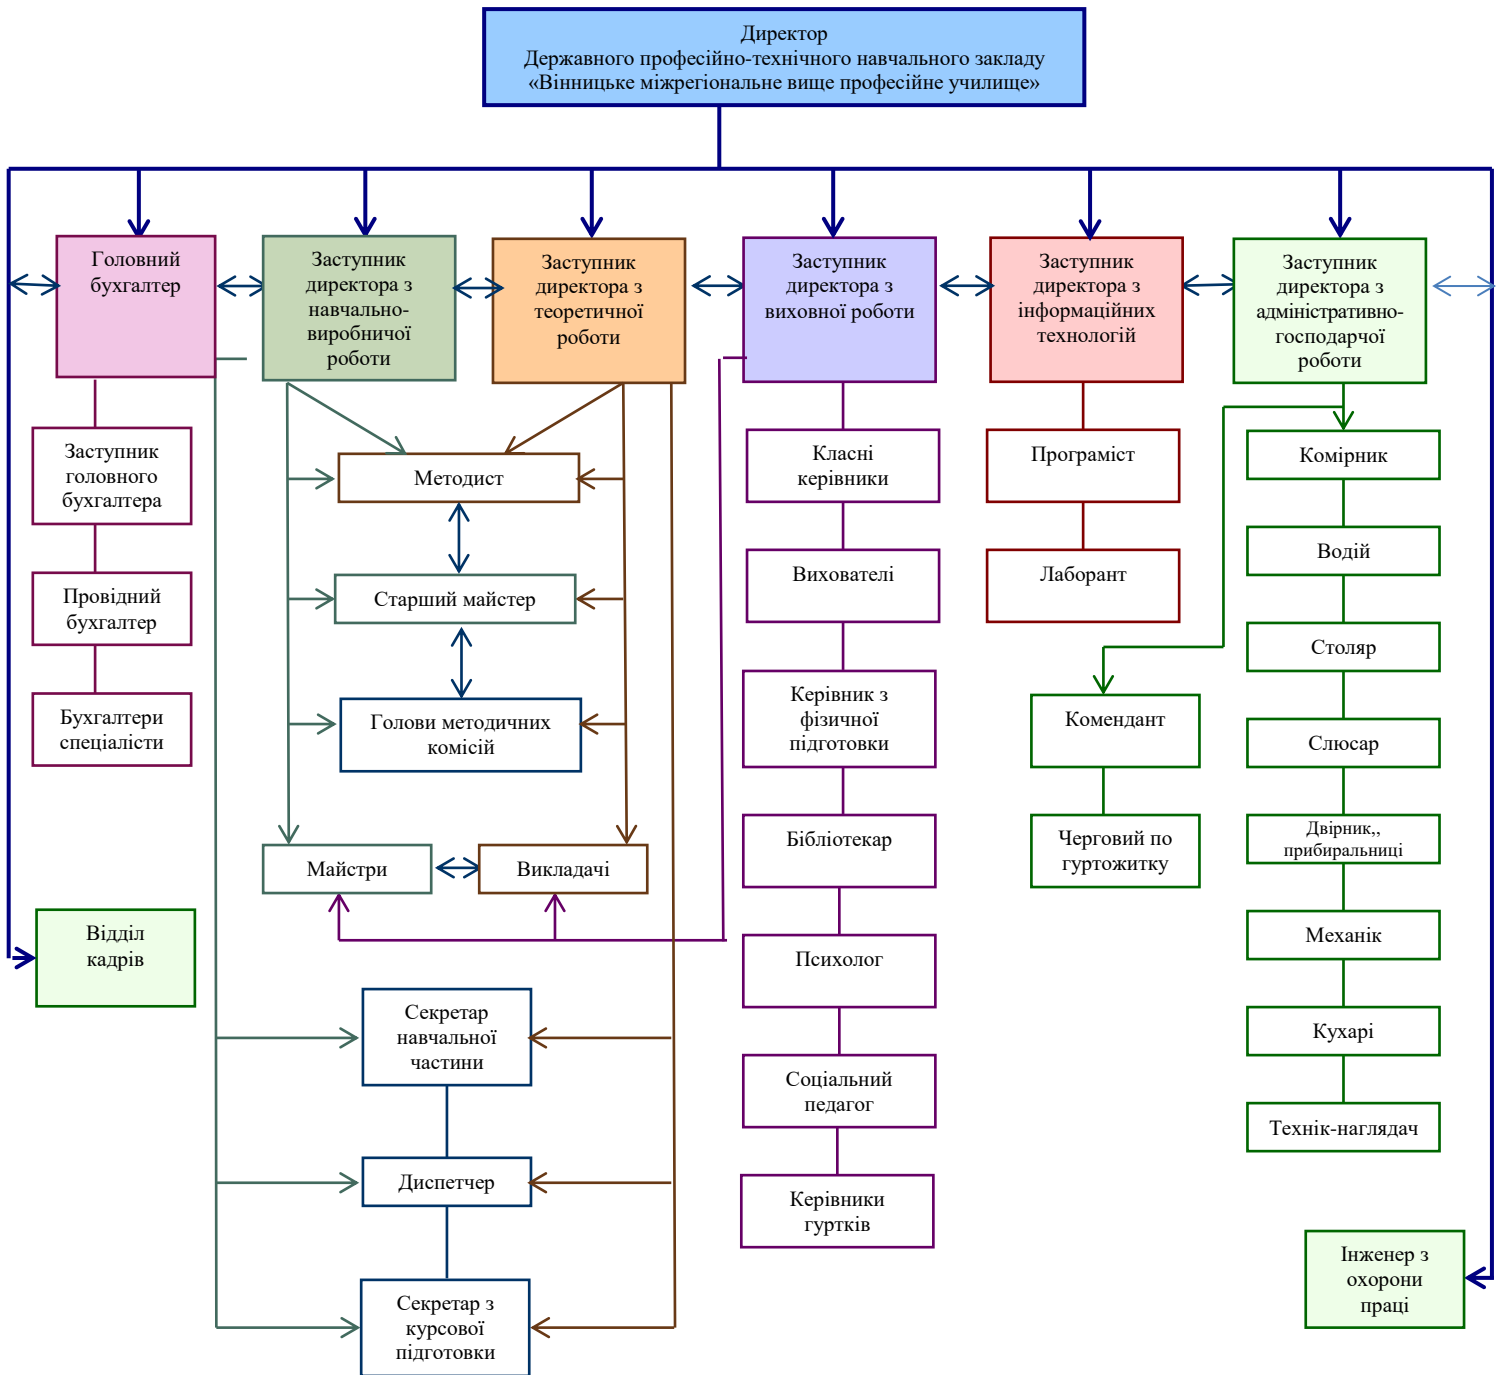 Директор
Державного професійно-технічного навчального закладу
«Вінницьке міжрегіональне вище професійне училище»
Головний
бухгалтер
Заступник
директора з
навчально-
виробничої
роботи
Заступник
директора з
теоретичної
роботи
Заступник
директора з
виховної роботи
Заступник
директора з
інформаційних
технологій
Заступник
директора з
адміністративно-
господарчої
роботи
Заступник
головного
бухгалтера
Провідний
бухгалтер
Бухгалтери
спеціалісти
Методист
Старший майстер
Голови методичних
комісій
Майстри
Викладачі
Відділ
кадрів
Секретар
навчальної
частини
Диспетчер
Секретар з
курсової
підготовки
Класні
керівники
Вихователі
Керівник з
фізичної
підготовки
Бібліотекар
Психолог
Соціальний
педагог
Керівники
гуртків
Програміст
Лаборант
Комендант
Черговий по
гуртожитку
Комірник
Водій
Столяр
Слюсар
Двірник,,
прибиральниці
Механік
Кухарі
Технік-наглядач
Інженер з
охорони
праці